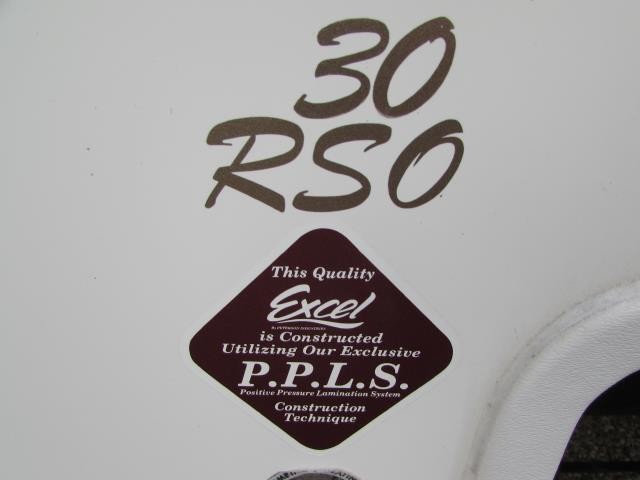 30
RSO
This Quality
Excel
By PETERSON INDUSTRIES
is Constructed
Utilizing Our Exclusive
P.P.L.S.
Positive Pressure Lamination System
Construction
Technique